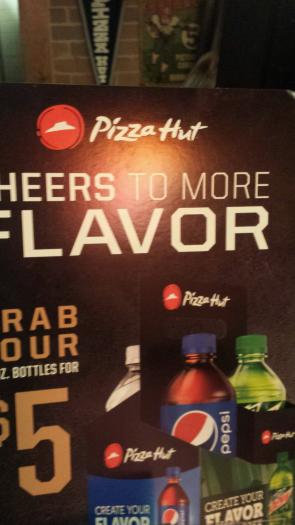 Pizza Hut
HEERS TO MORE
FLAVOR
RAB
OUR
Z. BOTTLES FOR
$5
Pizza Hut
pepsi
Pizza Hut
Pizza Hut
CREATE YOUR
FLAVOR
CREATE YOUR
FLAVOR